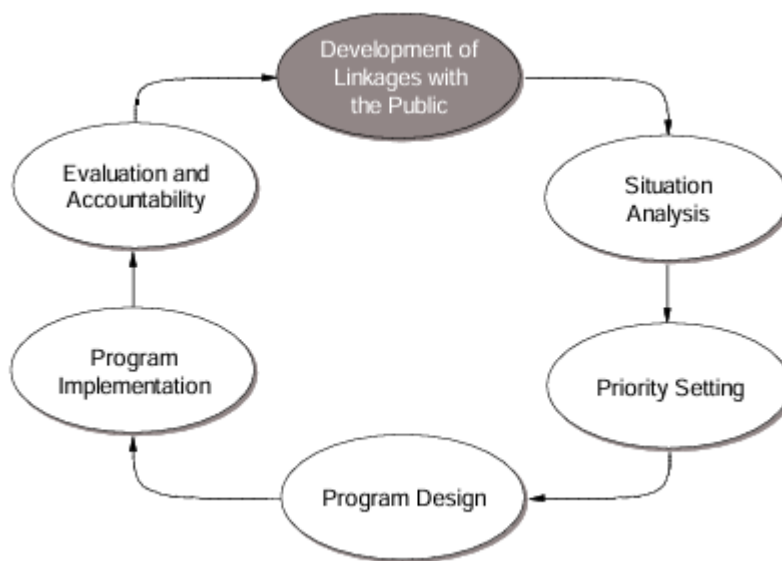 Development of
Linkages with
the Public
Situation
Analysis
Priority Setting
Program Design
Program
Implementation
Evaluation and
Accountability